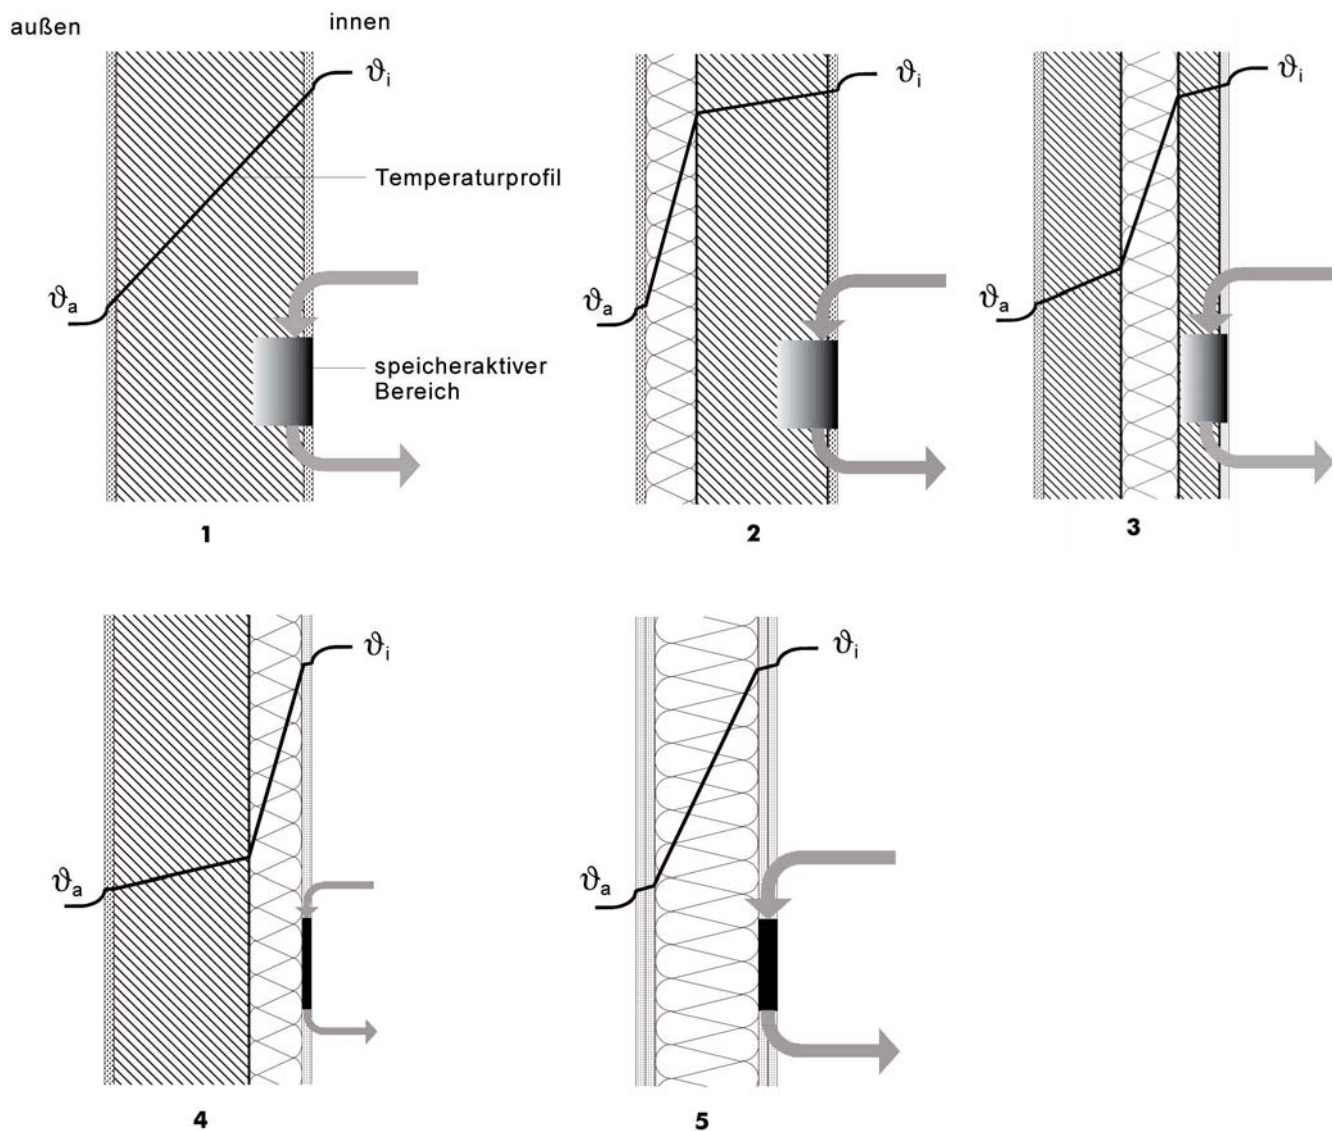 außen
innen
ϑi
Temperaturprofil
ϑa
speicheraktiver
Bereich
1
ϑi
ϑa
2
ϑi
ϑa
3
ϑi
ϑa
4
ϑi
ϑa
5